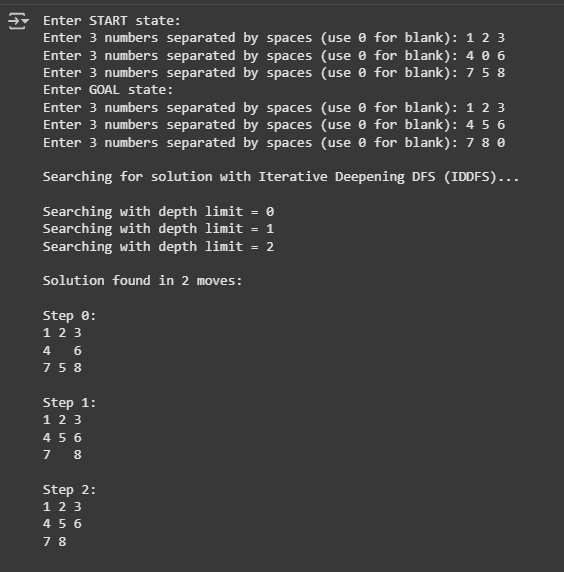 Enter START state:
Enter 3 numbers separated by spaces (use 0 for blank): 1 2 3
Enter 3 numbers separated by spaces (use 0 for blank): 4 0 6
Enter 3 numbers separated by spaces (use 0 for blank): 7 5 8
Enter GOAL state:
Enter 3 numbers separated by spaces (use 0 for blank): 1 2 3
Enter 3 numbers separated by spaces (use 0 for blank): 4 5 6
Enter 3 numbers separated by spaces (use 0 for blank): 7 8 0
Searching for solution with Iterative Deepening DFS (IDDFS)...
Searching with depth limit = 0
Searching with depth limit = 1
Searching with depth limit = 2
Solution found in 2 moves:
Step 0:
1 2 3
4   6
7 5 8
Step 1:
1 2 3
4 5 6
7   8
Step 2:
1 2 3
4 5 6
7 8